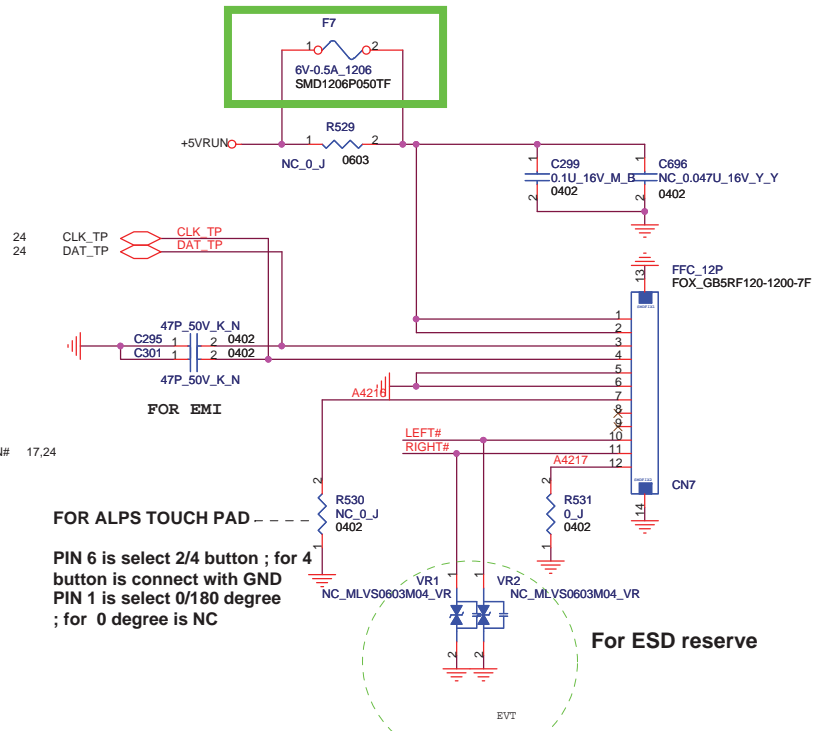 F7
1 2
6V-0.5A_1206
SMD1206P050TF
R529
+5VRUN 1 2
NC_0_J 0603
1 C299 1 C696
0.1U_16V_M_B NC_0.047U_16V_Y_Y
2 0402 2 0402
24 CLK_TP CLK_TP
24 DAT_TP DAT_TP
13 FFC_12P
FOX_GB5RF120-1200-7F
47P_50V_K_N
C295 1 2 0402
C301 1 2 0402
47P_50V_K_N
FOR EMI
1
2
3
4
5
6
A4216 7
8
9
LEFT# 10
RIGHT# 11
A4217 12
CN7
14
N# 17,24
2 R530
NC_0_J
1 0402
2 R531
0_J
1 0402
FOR ALPS TOUCH PAD
PIN 6 is select 2/4 button ; for 4
button is connect with GND
PIN 1 is select 0/180 degree
; for 0 degree is NC
VR1 1 1 VR2
NC_MLVS0603M04_VR NC_MLVS0603M04_VR
2 2
For ESD reserve
EVT